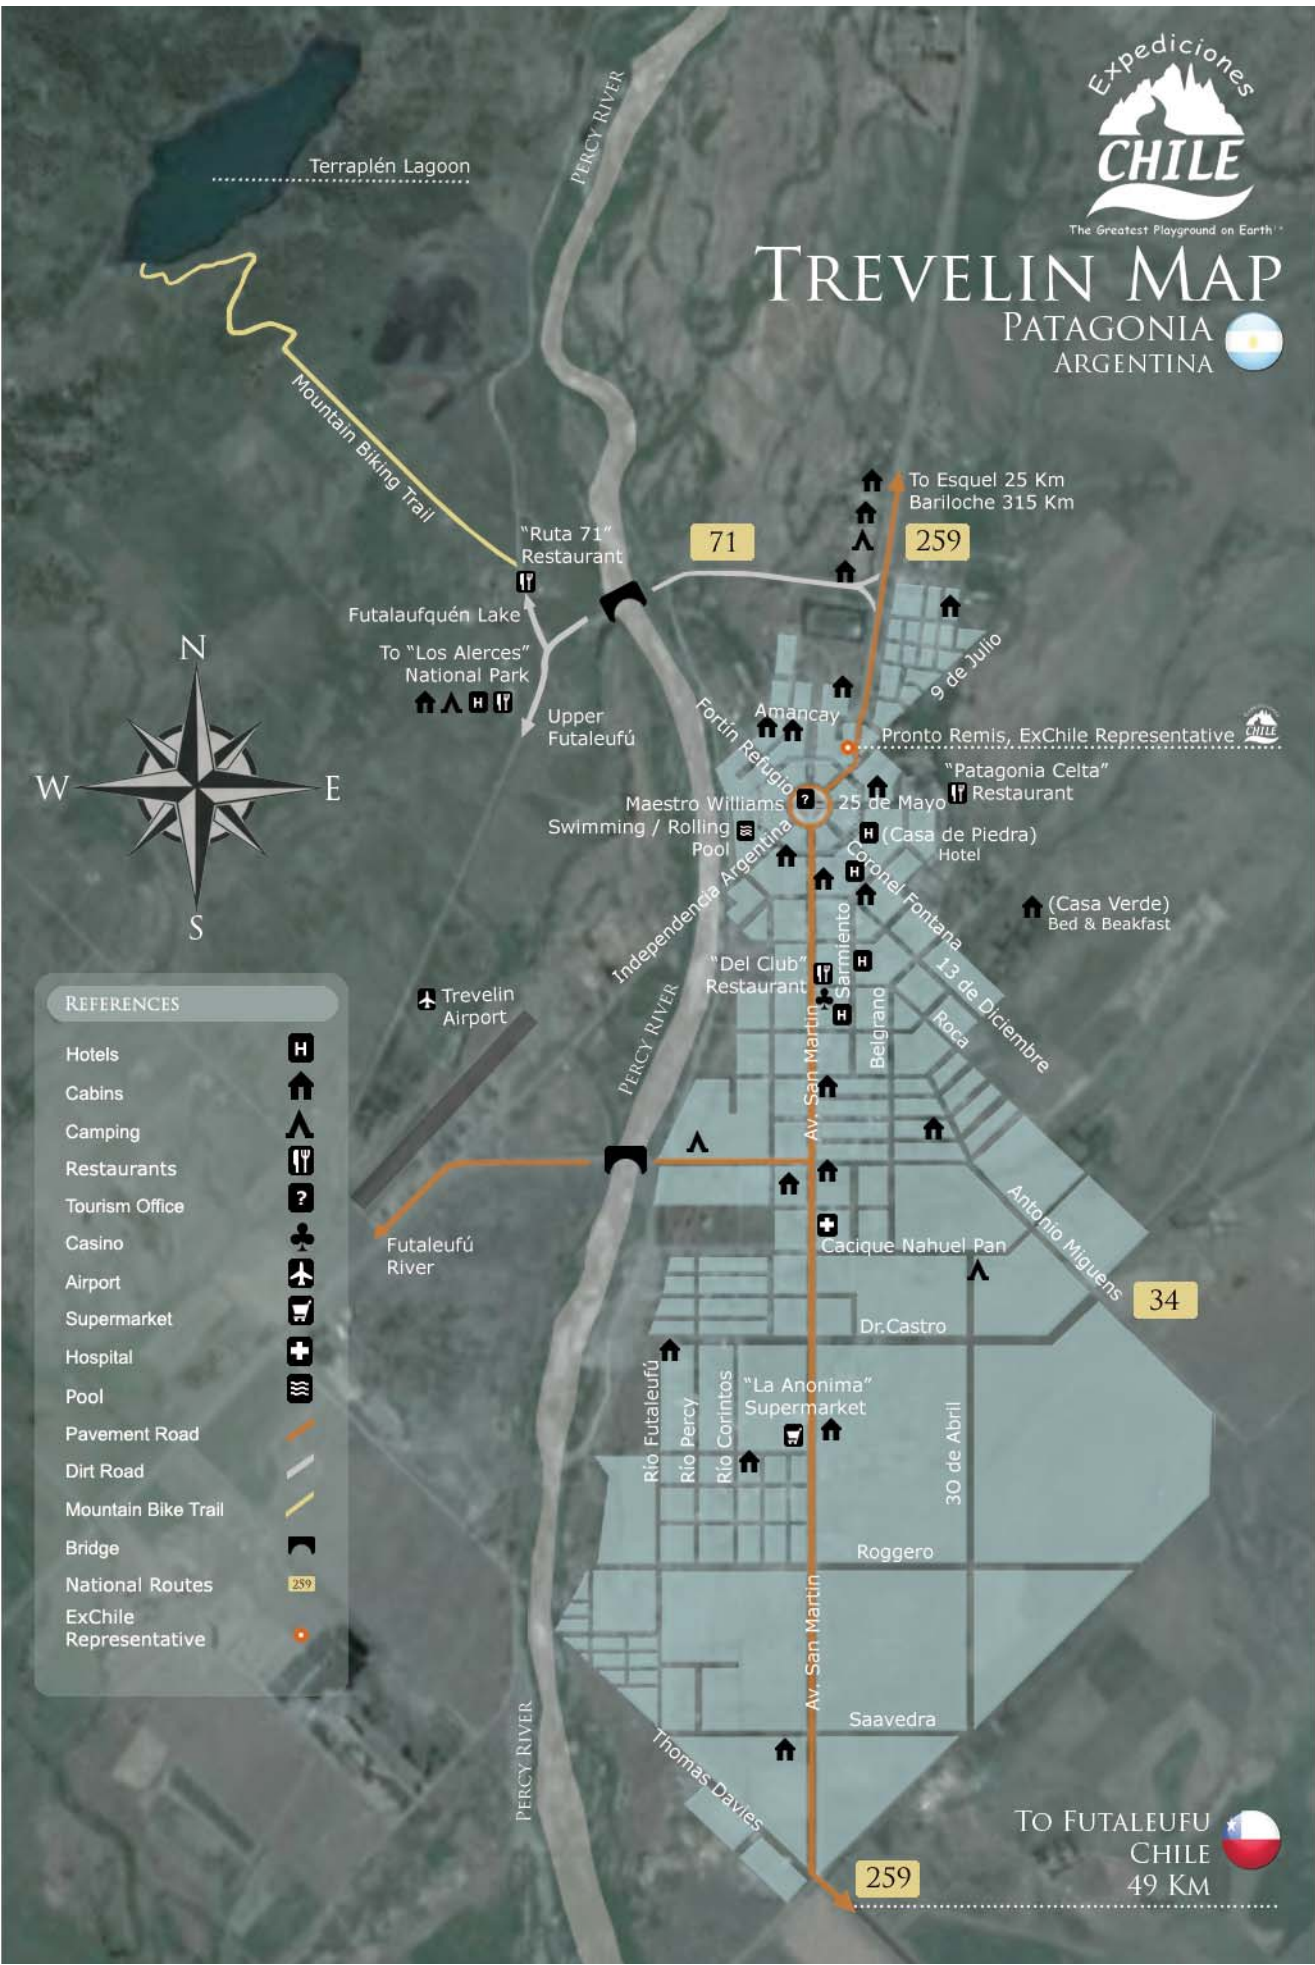 Expediciones
CHILE
The Greatest Playground on Earth
TREVELIN MAP
PATAGONIA
ARGENTINA
Terraplén Lagoon
PERCY RIVER
Mountain Biking Trail
To Esquel 25 Km
Bariloche 315 Km
"Ruta 71"
Restaurant
71
259
Futalaufquén Lake
To "Los Alerces"
National Park
H
Upper
Futaleufú
N
W
E
S
9 de Julio
Fortín Refugio
Amancay
Pronto Remis, ExChile Representative
CHILE
"Patagonia Celta"
Restaurant
Maestro Williams
?
25 de Mayo
Swimming / Rolling
Pool
H
(Casa de Piedra)
Hotel
Independencia Argentina
H
Coronel Fontana
(Casa Verde)
Bed & Beakfast
"Del Club"
Restaurant
Sarmiento
H
13 de Diciembre
H
Belgrano
Roca
Av. San Martin
Trevelin
Airport
PERCY RIVER
Futaleufú
River
Cacique Nahuel Pan
Antonio Miguens
34
Dr.Castro
Río Futaleufú
Río Percy
Río Corintos
"La Anonima"
Supermarket
30 de Abril
Roggero
Av. San Martin
Saavedra
Thomas Davies
PERCY RIVER
259
TO FUTALEUFU
CHILE
49 KM
REFERENCES
Hotels
H
Cabins
Camping
Restaurants
Tourism Office
?
Casino
Airport
Supermarket
Hospital
Pool
Pavement Road
Dirt Road
Mountain Bike Trail
Bridge
National Routes
259
ExChile
Representative